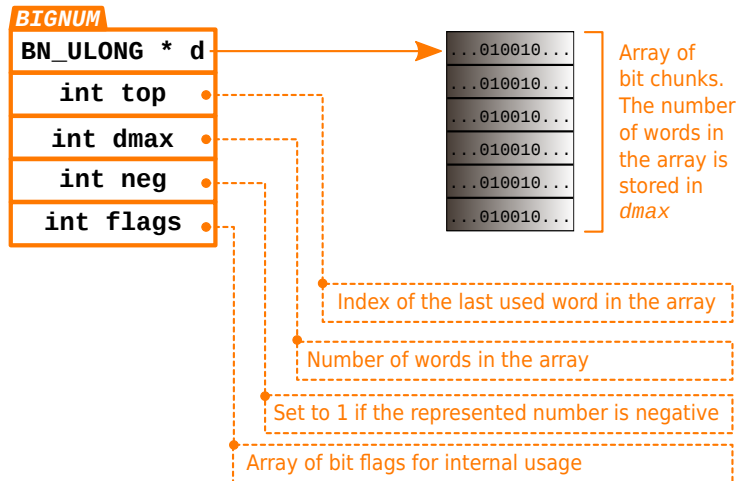 BIGNUM
BN_ULONG * d
int top
int dmax
int neg
int flags
...010010...
...010010...
...010010...
...010010...
...010010...
...010010...
Array of
bit chunks.
The number
of words in
the array is
stored in
dmax
Index of the last used word in the array
Number of words in the array
Set to 1 if the represented number is negative
Array of bit flags for internal usage